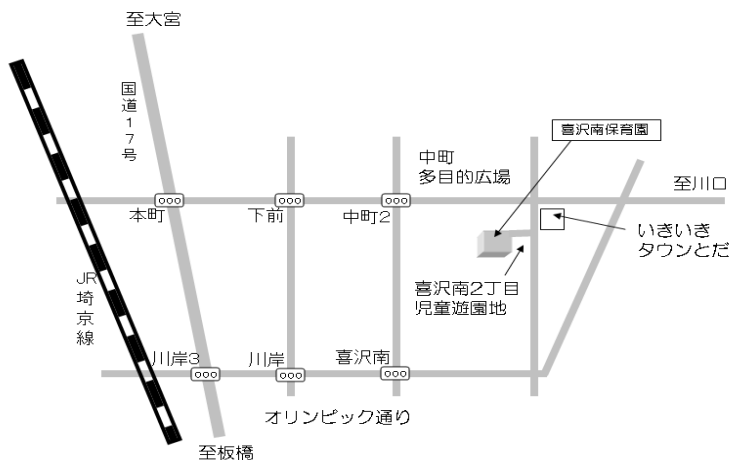 至大宮
国道17号
喜沢南保育園
中町
多目的広場
至川口
本町
下前
中町2
いきいき
タウンとだ
JR埼京線
喜沢南2丁目
児童遊園地
川岸3
川岸
喜沢南
オリンピック通り
至板橋